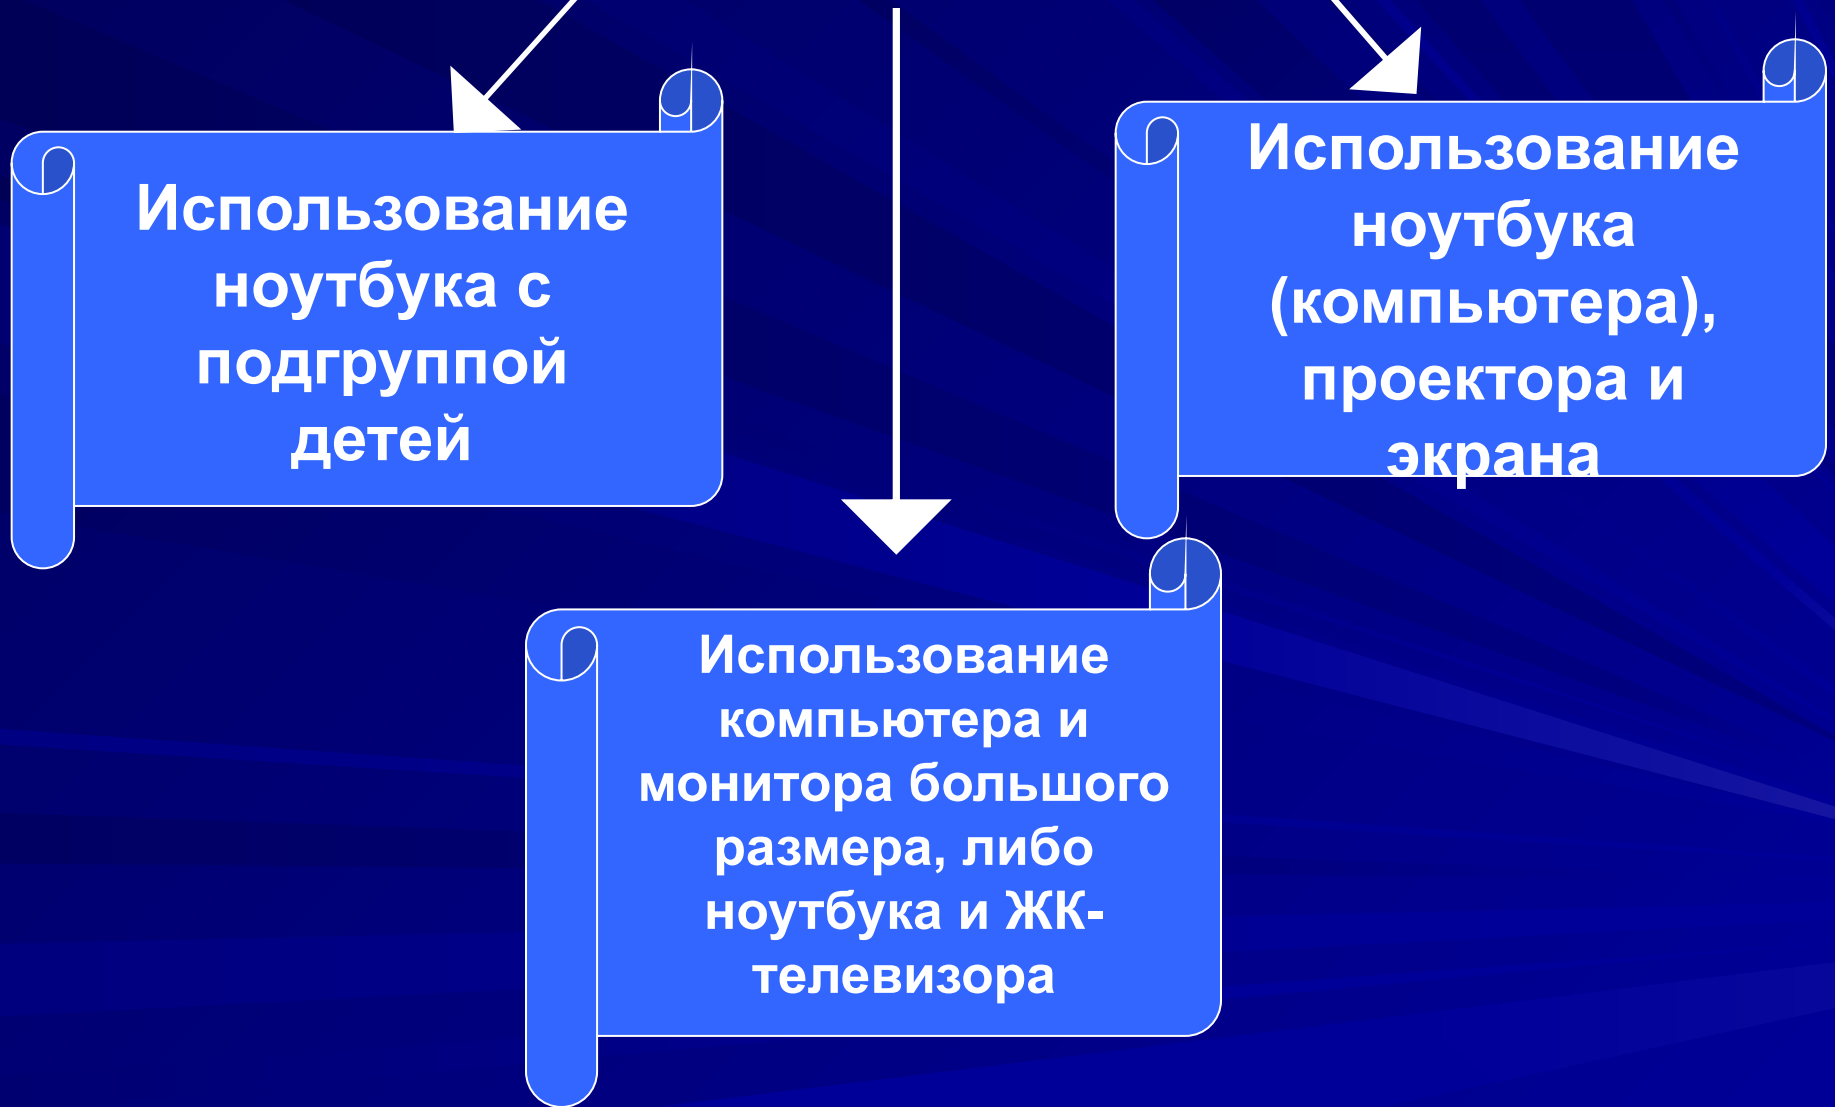 Использование
ноутбука с
подгруппой
детей
Использование
ноутбука
(компьютера),
проектора и
экрана
Использование
компьютера и
монитора большого
размера, либо
ноутбука и ЖК-
телевизора